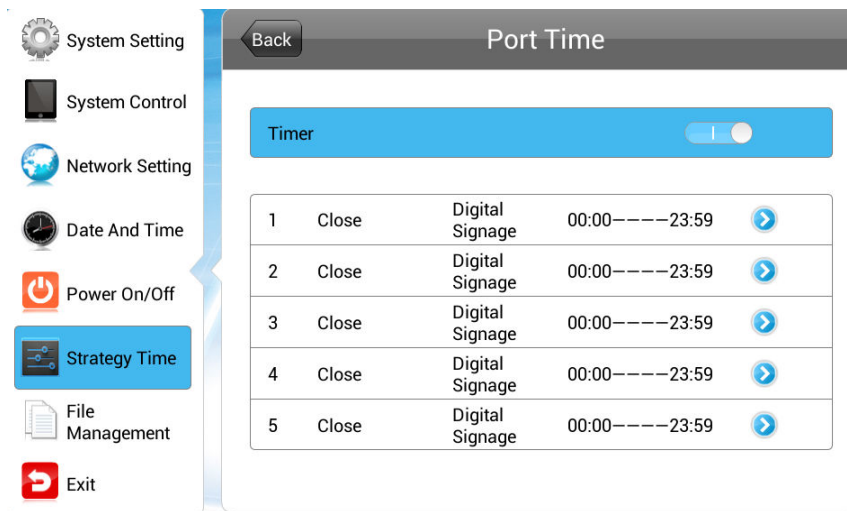 System Setting
System Control
Network Setting
Date And Time
Power On/Off
Strategy Time
File
Management
Exit
Back
Port Time
Timer
1 Close Digital Signage 00:00----23:59
2 Close Digital Signage 00:00----23:59
3 Close Digital Signage 00:00----23:59
4 Close Digital Signage 00:00----23:59
5 Close Digital Signage 00:00----23:59